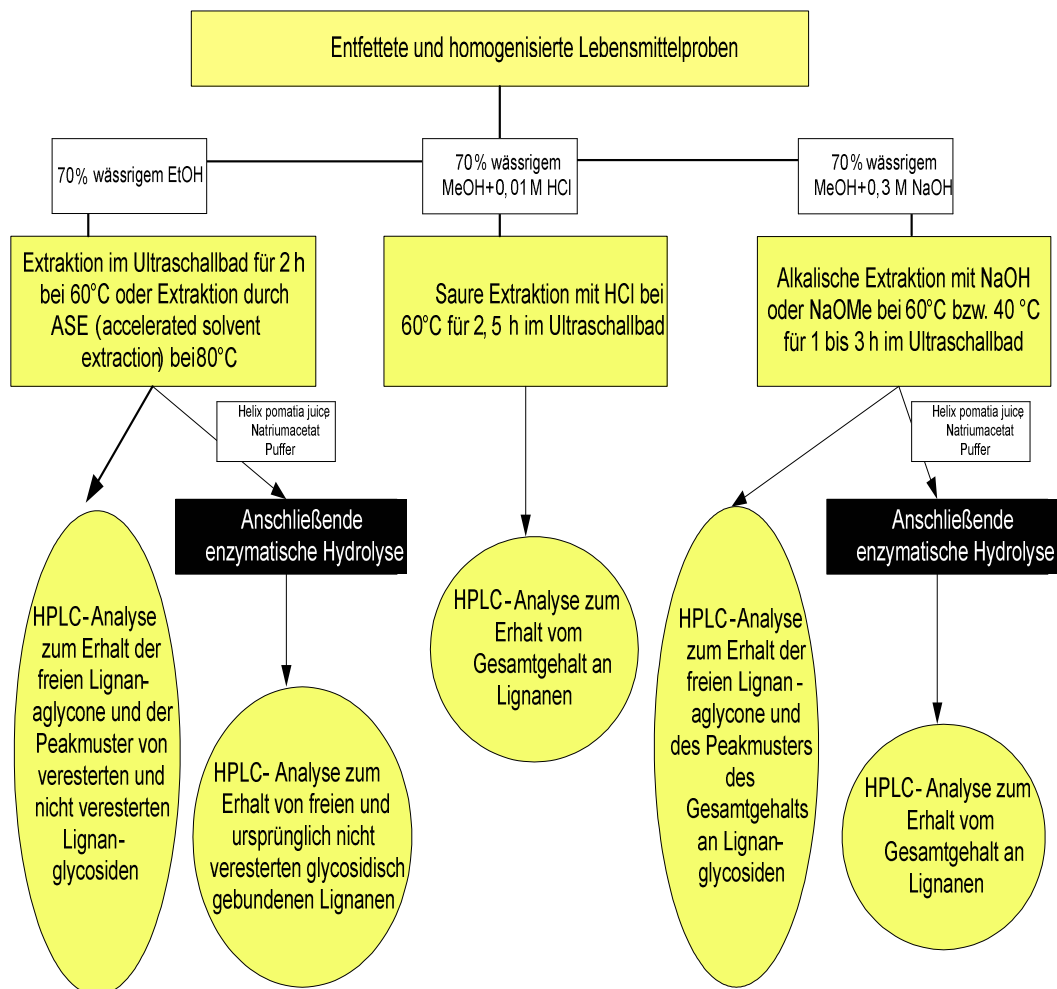 Entfettete und homogenisierte Lebensmittelproben
70% wässrigem EtOH
70% wässrigem
MeOH+0,01M HCl
70% wässrigem
MeOH+0,3 M NaOH
Extraktion im Ultraschallbad für 2 h
bei 60°C oder Extraktion durch
ASE (accelerated solvent
extraction) bei 80°C
Saure Extraktion mit HCl bei
60°C für 2,5 h im Ultraschallbad
Alkalische Extraktion mit NaOH
oder NaOMe bei 60°C bzw. 40 °C
für 1 bis 3 h im Ultraschallbad
Helix pomatia juice,
Natriumacetat
Puffer
Helix pomatia juice,
Natriumacetat
Puffer
Anschließende
enzymatische Hydrolyse
Anschließende
enzymatische Hydrolyse
HPLC-Analyse
zum Erhalt der
freien Lignan-
aglycone und der
Peakmuster von
veresterten und
nicht veresterten
Lignan-
glycosiden
HPLC- Analyse zum
Erhalt von freien und
ursprünglich nicht
veresterten glycosidisch
gebundenen Lignanen
HPLC-Analyse zum
Erhalt vom
Gesamtgehalt an
Lignanen
HPLC-Analyse
zum Erhalt der
freien Lignan-
aglycone und
des Peakmusters
des
Gesamtgehalts
an Lignan-
glycosiden
HPLC- Analyse zum
Erhalt vom
Gesamtgehalt an
Lignanen